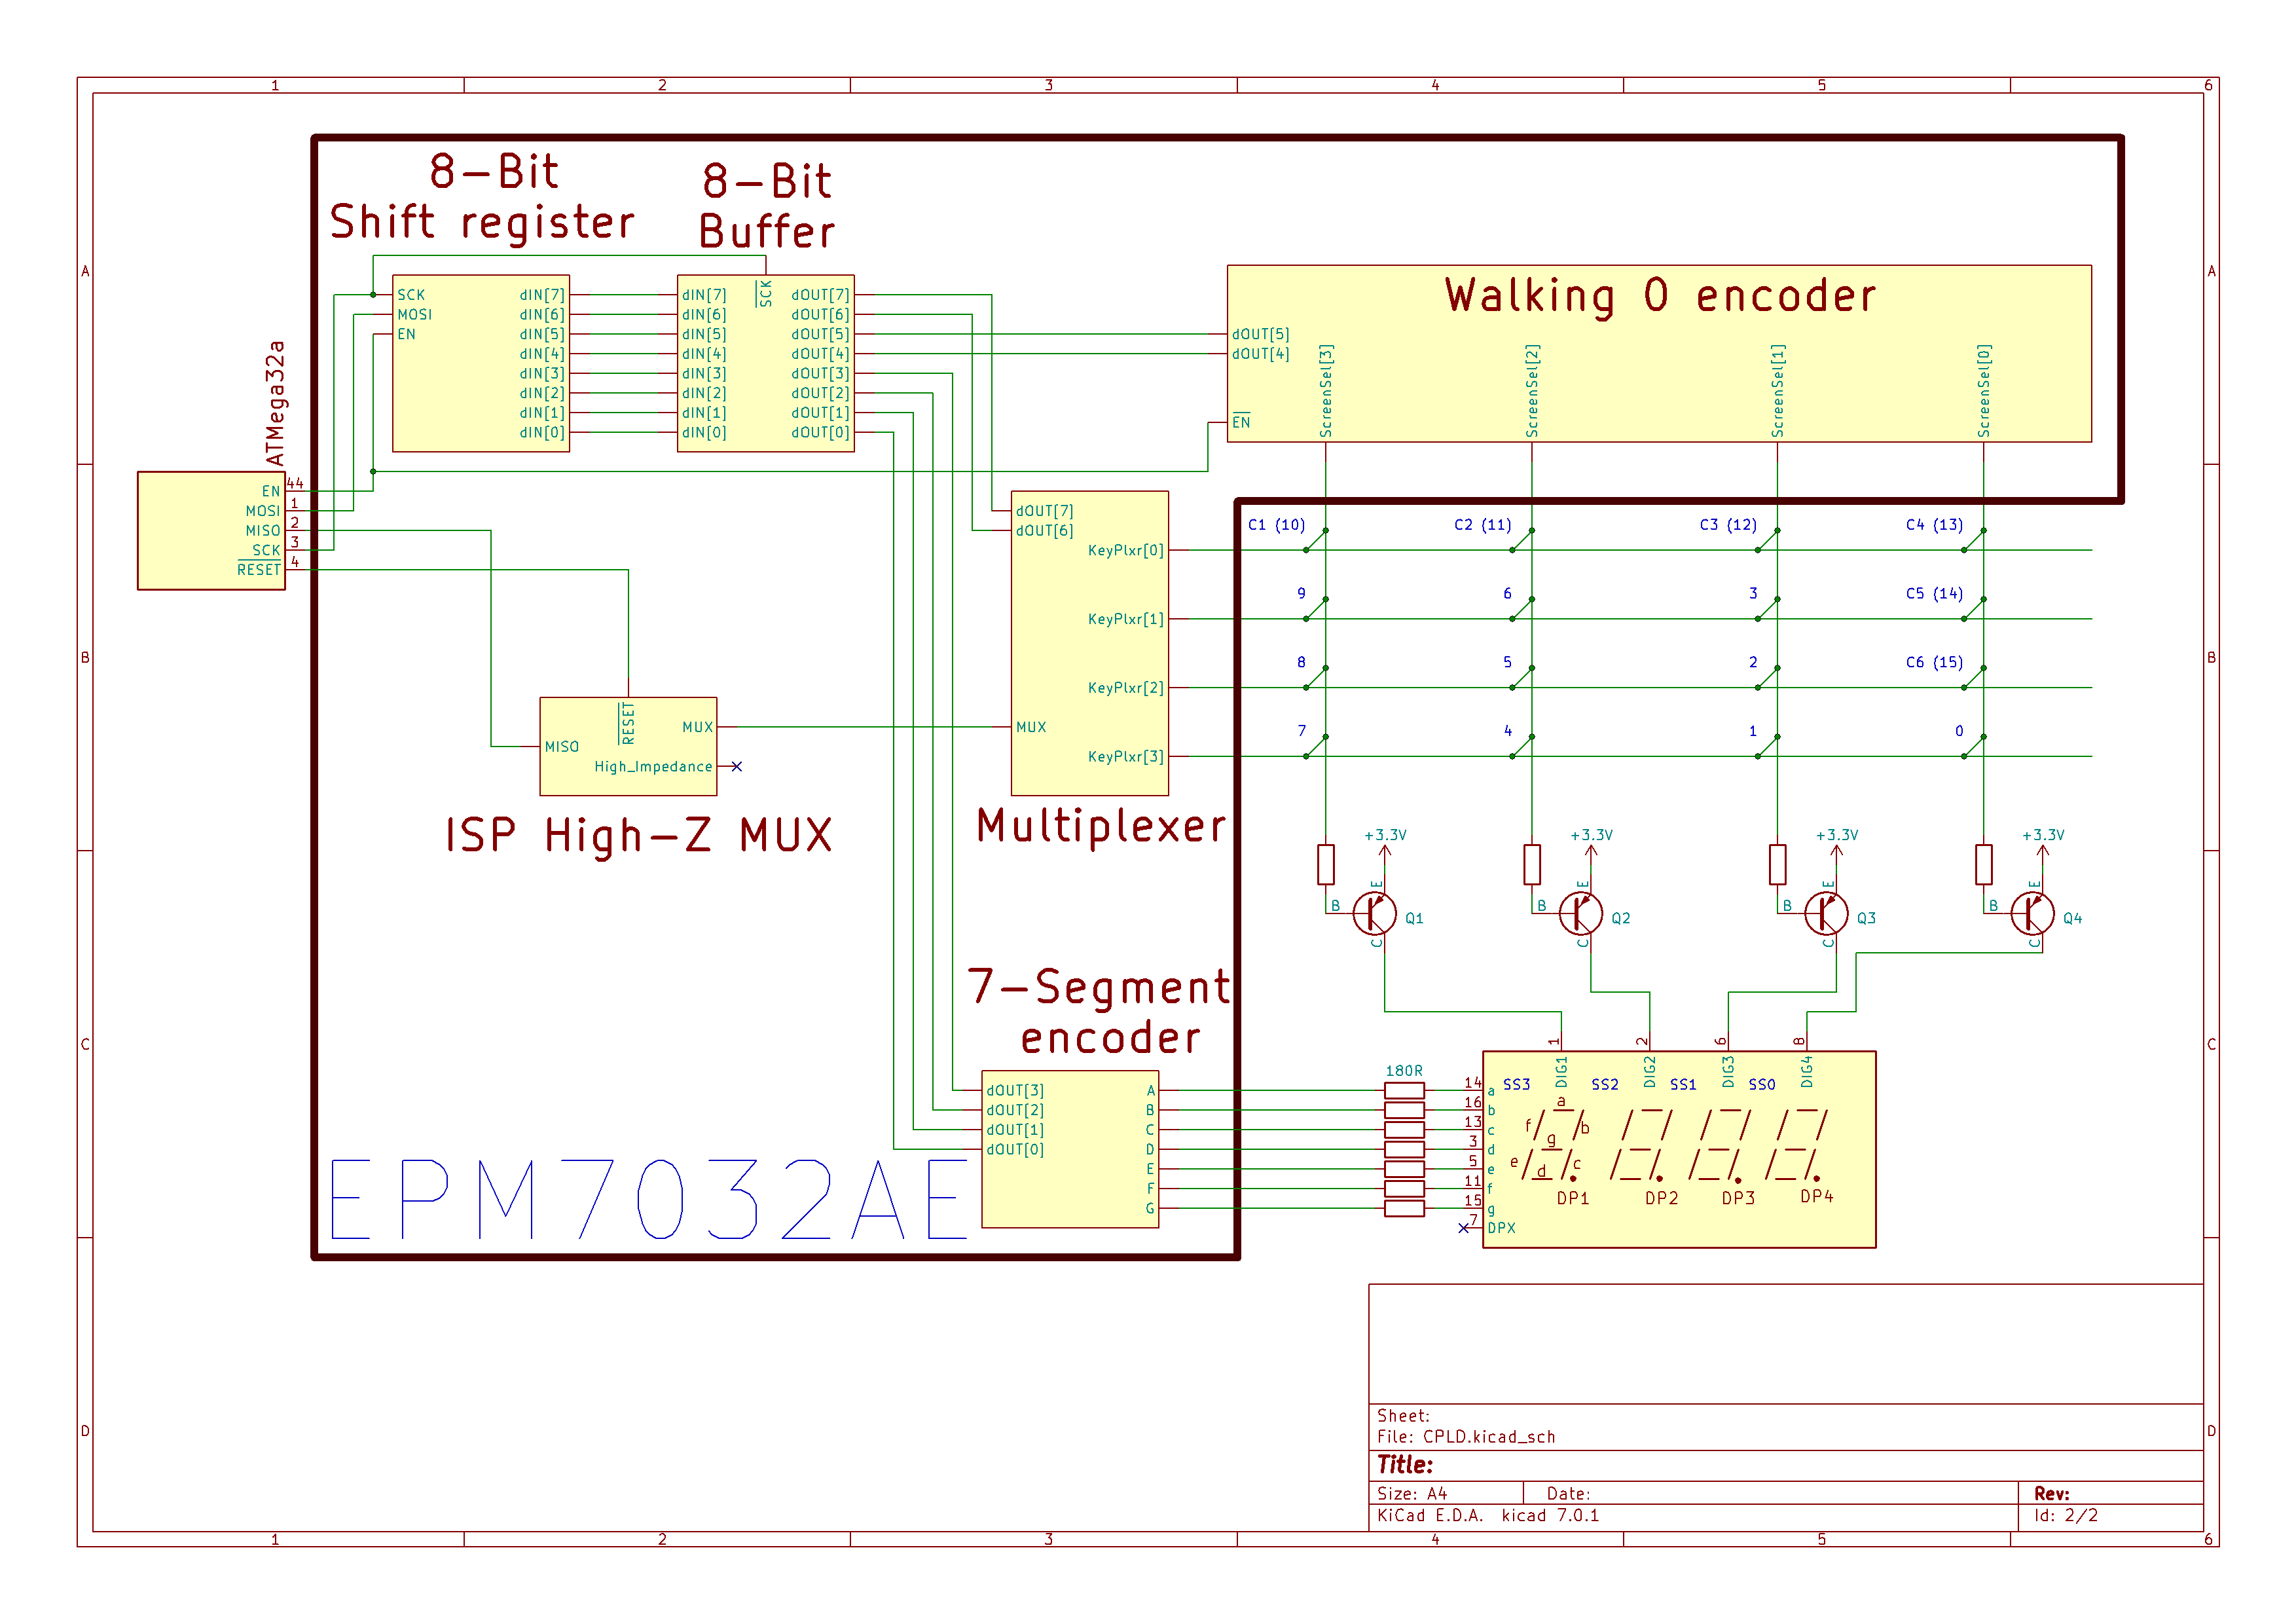 1 2 3 4 5 6
A A
B B
C C
D D
8-Bit
Shift register
8-Bit
Buffer
SCK
MOSI
EN
dIN[7]
dIN[6]
dIN[5]
dIN[4]
dIN[3]
dIN[2]
dIN[1]
dIN[0]
dIN[7]
dIN[6]
dIN[5]
dIN[4]
dIN[3]
dIN[2]
dIN[1]
dIN[0]
SCK
dOUT[7]
dOUT[6]
dOUT[5]
dOUT[4]
dOUT[3]
dOUT[2]
dOUT[1]
dOUT[0]
Walking 0 encoder
dOUT[5]
dOUT[4]
EN
ScreenSel[3]
ScreenSel[2]
ScreenSel[1]
ScreenSel[0]
ATMega32a
EN 44
MOSI 1
MISO 2
SCK 3
RESET 4
dOUT[7]
dOUT[6]
MUX
KeyPlxr[0]
KeyPlxr[1]
KeyPlxr[2]
KeyPlxr[3]
Multiplexer
C1 (10) C2 (11) C3 (12) C4 (13)
9 6 3 C5 (14)
8 5 2 C6 (15)
7 4 1 0
RESET
MUX
MISO
High_Impedance
ISP High-Z MUX
+3.3V +3.3V +3.3V +3.3V
E E E E
B B B B
Q1 Q2 Q3 Q4
C C C C
7-Segment
encoder
dOUT[3]
dOUT[2]
dOUT[1]
dOUT[0]
A
B
C
D
E
F
G
EPM7032AE
180R
1 2 6 8
DIG1 DIG2 DIG3 DIG4
SS3 SS2 SS1 SS0
14 a
16 b
13 c
3 d
5 e
11 f
15 g
7 DPX
a
f b
g
e d c
DP1 DP2 DP3 DP4
Sheet:
File: CPLD.kicad_sch
Title:
Size: A4 Date: Rev:
KiCad E.D.A. kicad 7.0.1 Id: 2/2
1 2 3 4 5 6